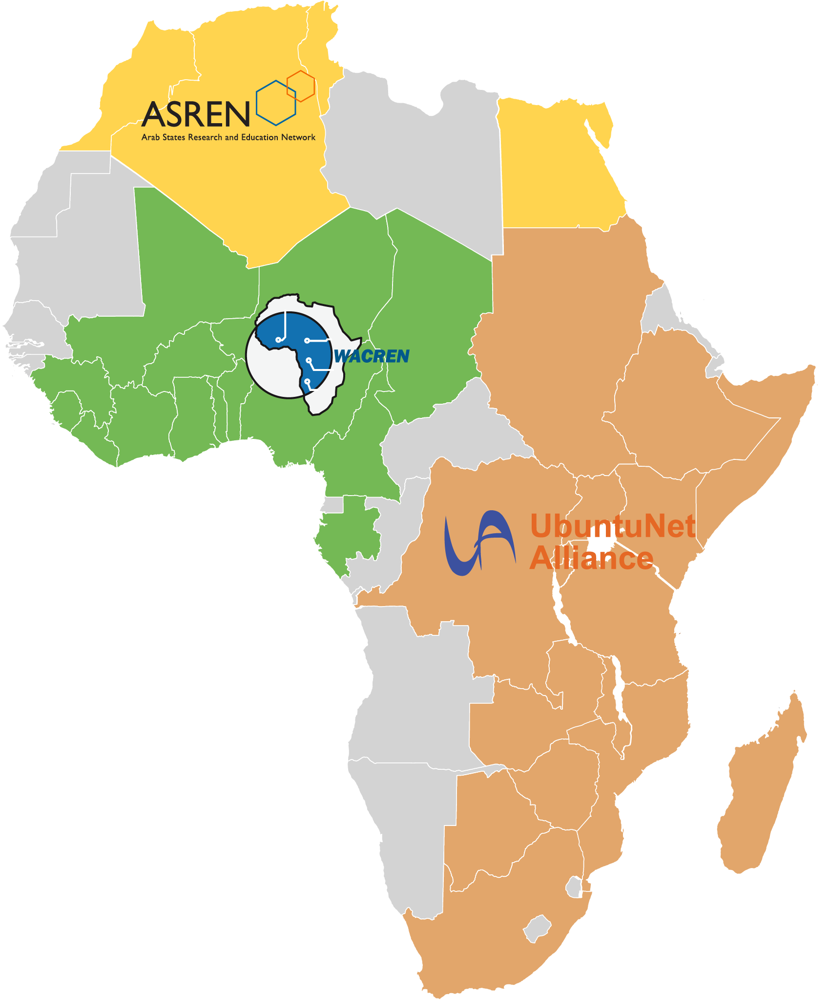 ASREN
Arab States Research and Education Network
WACREN
UbuntuNet
Alliance